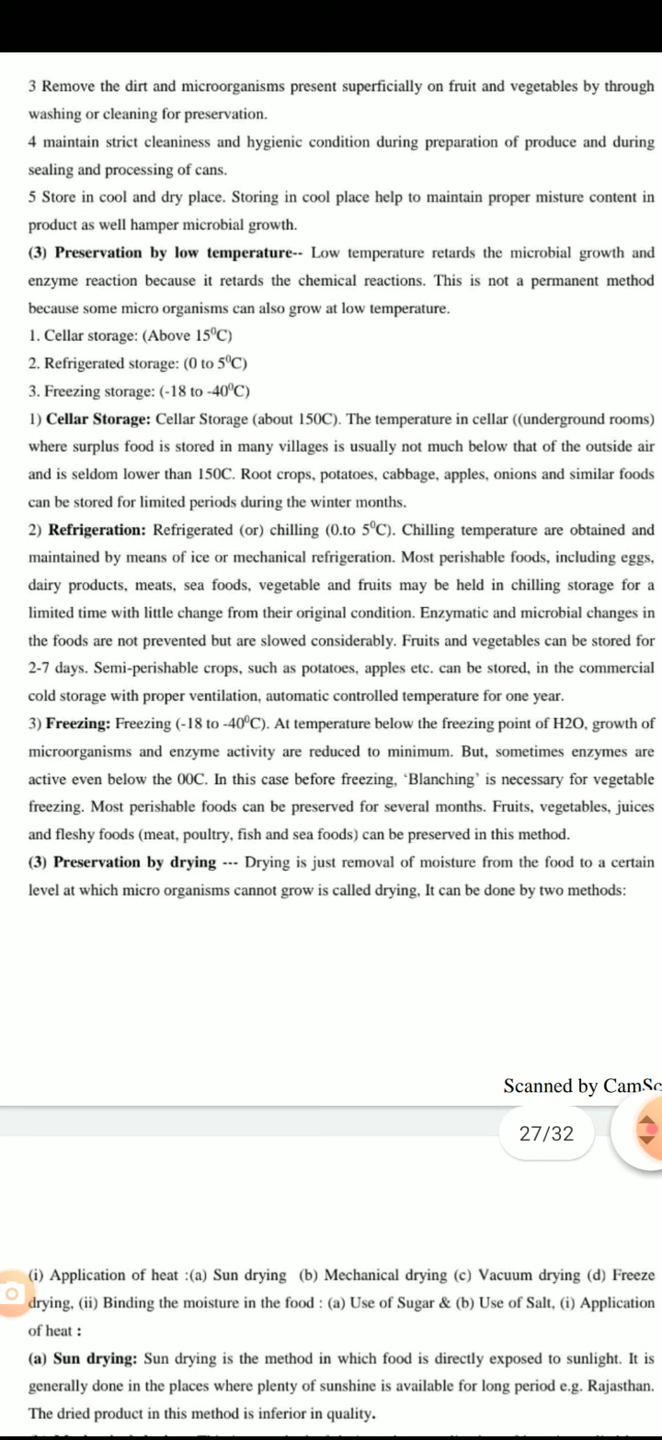 3 Remove the dirt and microorganisms present superficially on fruit and vegetables by through
washing or cleaning for preservation.
4 maintain strict cleaniness and hygienic condition during preparation of produce and during
sealing and processing of cans.
5 Store in cool and dry place. Storing in cool place help to maintain proper misture content in
product as well hamper microbial growth.
(3) Preservation by low temperature-- Low temperature retards the microbial growth and
enzyme reaction because it retards the chemical reactions. This is not a permanent method
because some micro organisms can also grow at low temperature.
1. Cellar storage: (Above 15⁰C)
2. Refrigerated storage: (0 to 5⁰C)
3. Freezing storage: (-18 to -40⁰C)
1) Cellar Storage: Cellar Storage (about 150C). The temperature in cellar ((underground rooms)
where surplus food is stored in many villages is usually not much below that of the outside air
and is seldom lower than 150C. Root crops, potatoes, cabbage, apples, onions and similar foods
can be stored for limited periods during the winter months.
2) Refrigeration: Refrigerated (or) chilling (0.to 5⁰C). Chilling temperature are obtained and
maintained by means of ice or mechanical refrigeration. Most perishable foods, including eggs,
dairy products, meats, sea foods, vegetable and fruits may be held in chilling storage for a
limited time with little change from their original condition. Enzymatic and microbial changes in
the foods are not prevented but are slowed considerably. Fruits and vegetables can be stored for
2-7 days. Semi-perishable crops, such as potatoes, apples etc. can be stored, in the commercial
cold storage with proper ventilation, automatic controlled temperature for one year.
3) Freezing: Freezing (-18 to -40⁰C). At temperature below the freezing point of H2O, growth of
microorganisms and enzyme activity are reduced to minimum. But, sometimes enzymes are
active even below the 00C. In this case before freezing, ‘Blanching’ is necessary for vegetable
freezing. Most perishable foods can be preserved for several months. Fruits, vegetables, juices
and fleshy foods (meat, poultry, fish and sea foods) can be preserved in this method.
(3) Preservation by drying --- Drying is just removal of moisture from the food to a certain
level at which micro organisms cannot grow is called drying, It can be done by two methods:
Scanned by CamSc
27/32
(i) Application of heat :(a) Sun drying (b) Mechanical drying (c) Vacuum drying (d) Freeze
drying, (ii) Binding the moisture in the food : (a) Use of Sugar & (b) Use of Salt, (i) Application
of heat :
(a) Sun drying: Sun drying is the method in which food is directly exposed to sunlight. It is
generally done in the places where plenty of sunshine is available for long period e.g. Rajasthan.
The dried product in this method is inferior in quality.